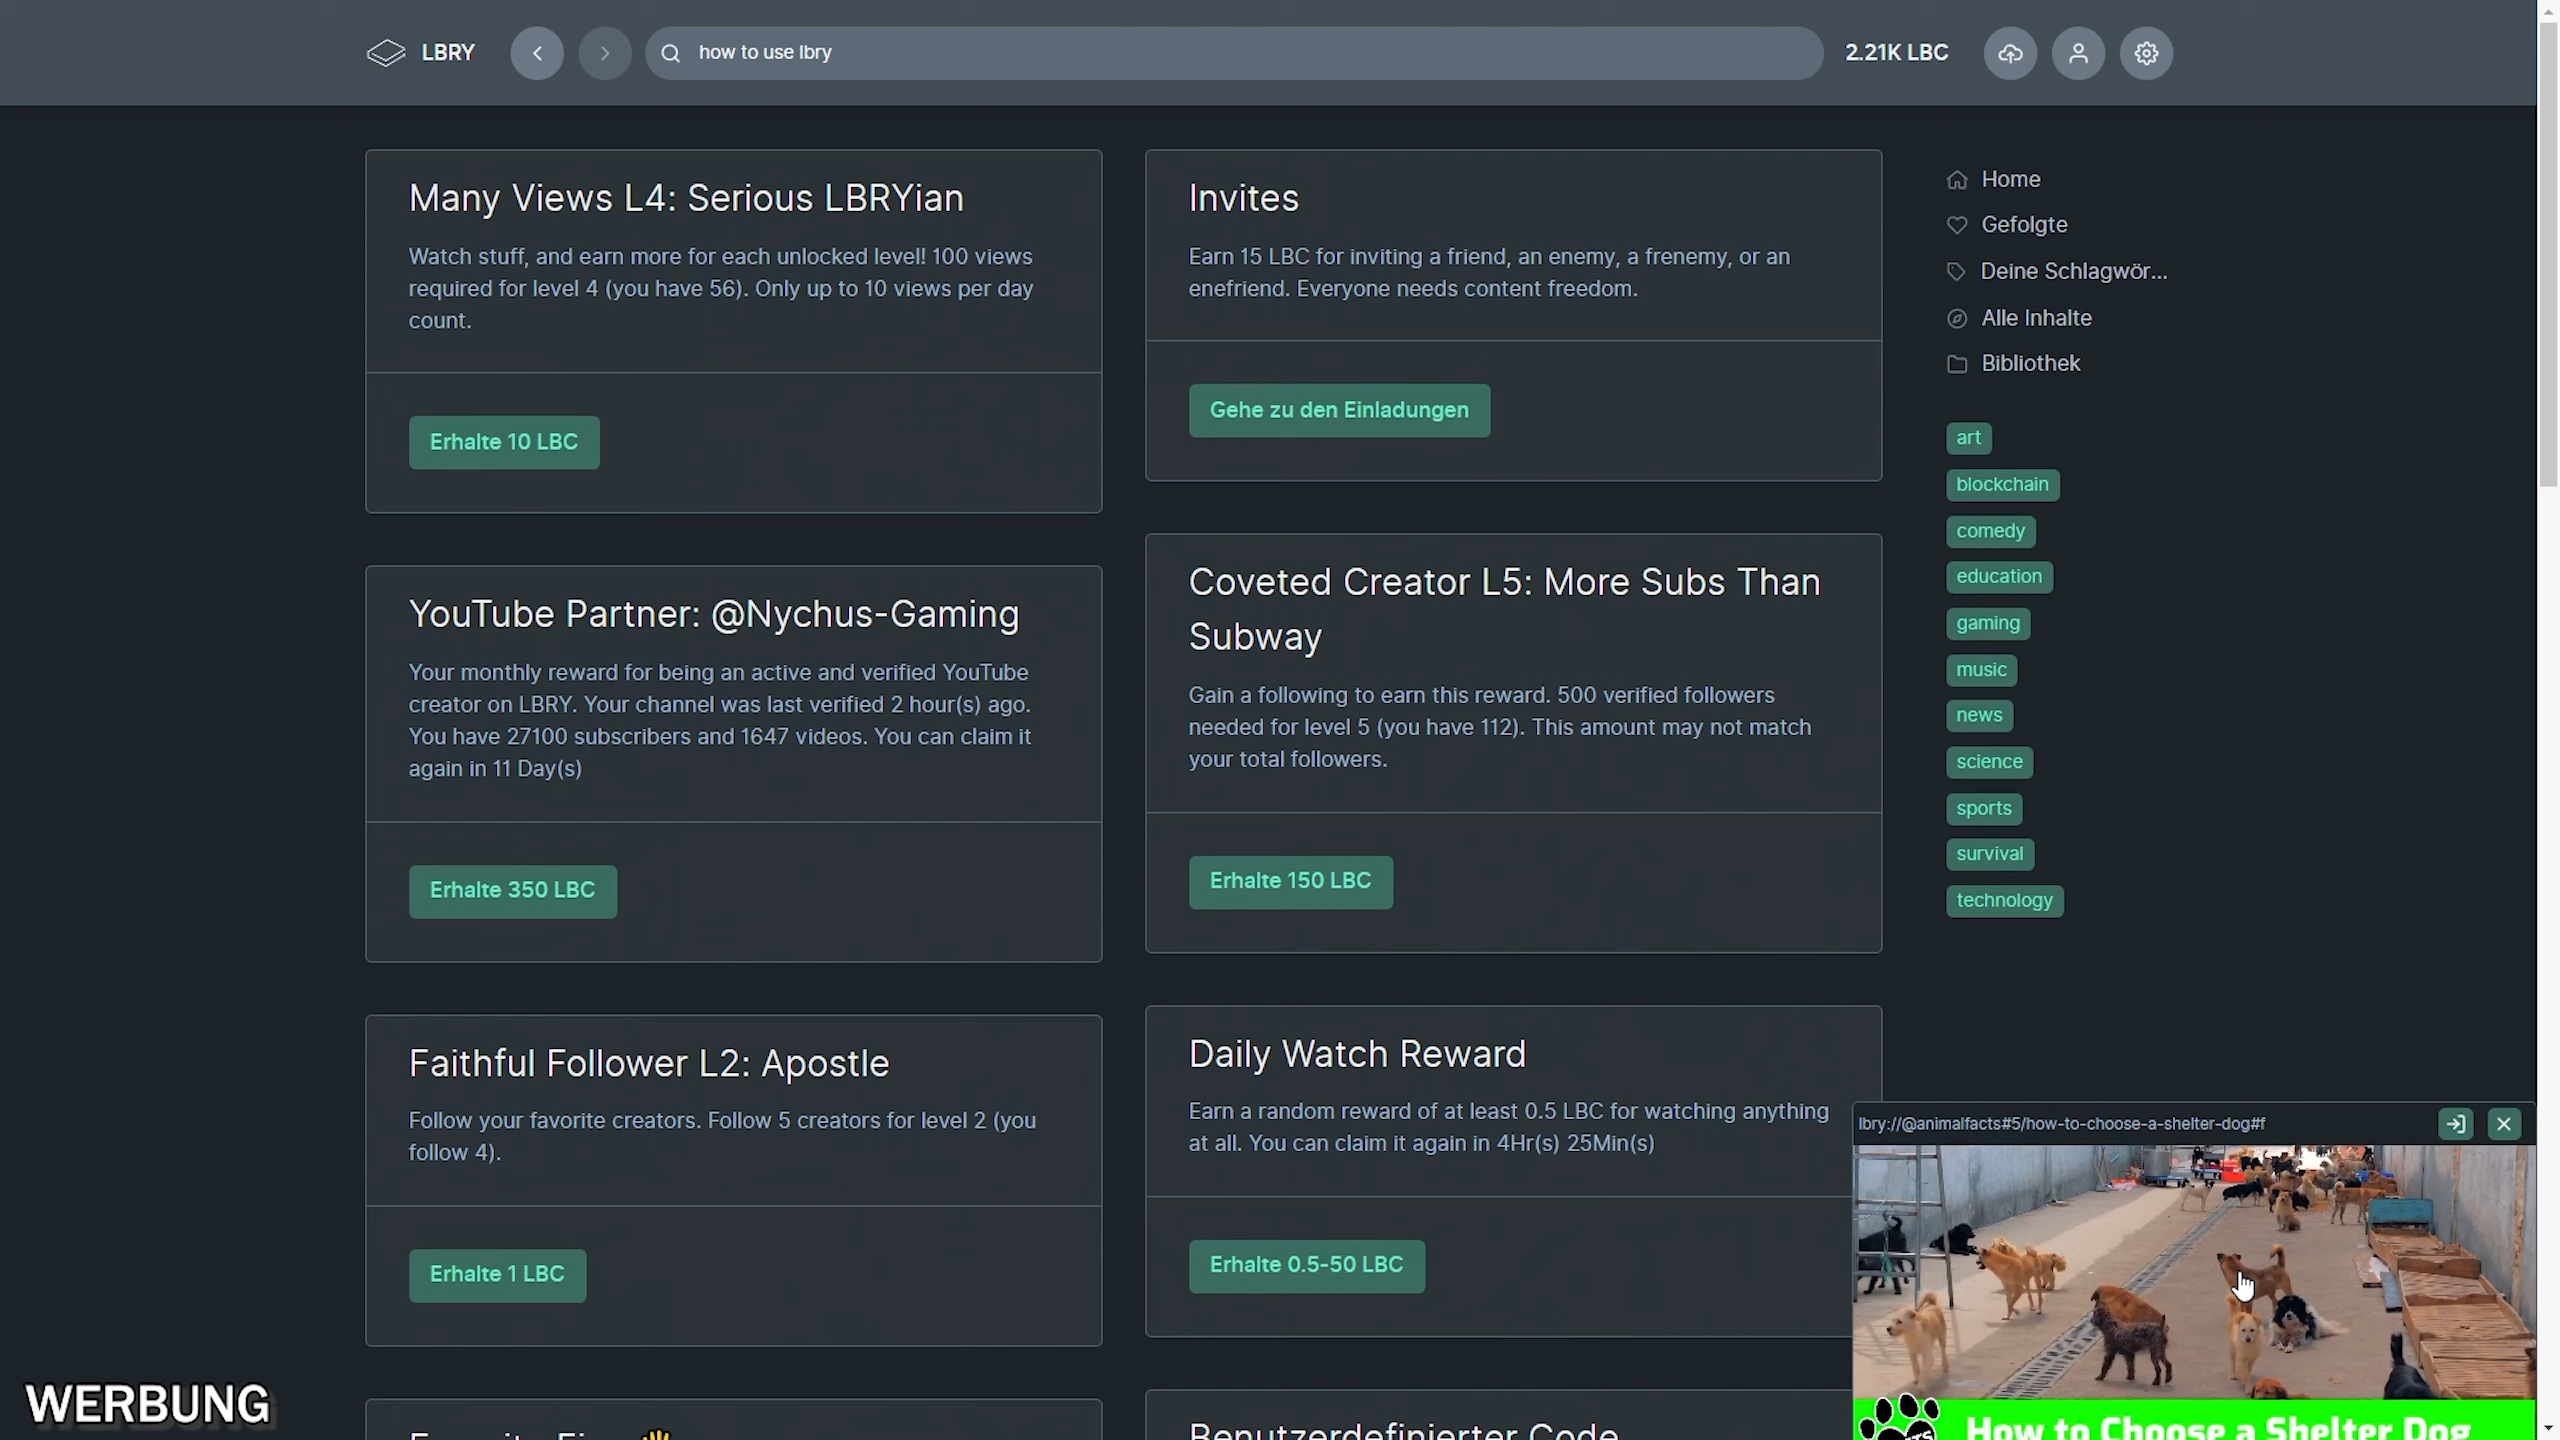 LBRY
how to use lbry
2.21K LBC
Many Views L4: Serious LBRYian
Watch stuff, and earn more for each unlocked level! 100 views
required for level 4 (you have 56). Only up to 10 views per day
count.
Erhalte 10 LBC
YouTube Partner: @Nychus-Gaming
Your monthly reward for being an active and verified YouTube
creator on LBRY. Your channel was last verified 2 hour(s) ago.
You have 27100 subscribers and 1647 videos. You can claim it
again in 11 Day(s)
Erhalte 350 LBC
Faithful Follower L2: Apostle
Follow your favorite creators. Follow 5 creators for level 2 (you
follow 4).
Erhalte 1 LBC
Invites
Earn 15 LBC for inviting a friend, an enemy, a frenemy, or an
enefriend. Everyone needs content freedom.
Gehe zu den Einladungen
Coveted Creator L5: More Subs Than
Subway
Gain a following to earn this reward. 500 verified followers
needed for level 5 (you have 112). This amount may not match
your total followers.
Erhalte 150 LBC
Daily Watch Reward
Earn a random reward of at least 0.5 LBC for watching anything
at all. You can claim it again in 4Hr(s) 25Min(s)
Erhalte 0.5-50 LBC
Benutzerdefinierter Code
Home
Gefolgte
Deine Schlagwör...
Alle Inhalte
Bibliothek
art
blockchain
comedy
education
gaming
music
news
science
sports
survival
technology
lbry://@animalfacts#5/how-to-choose-a-shelter-dog#f
How to Choose a Shelter Dog
WERBUNG